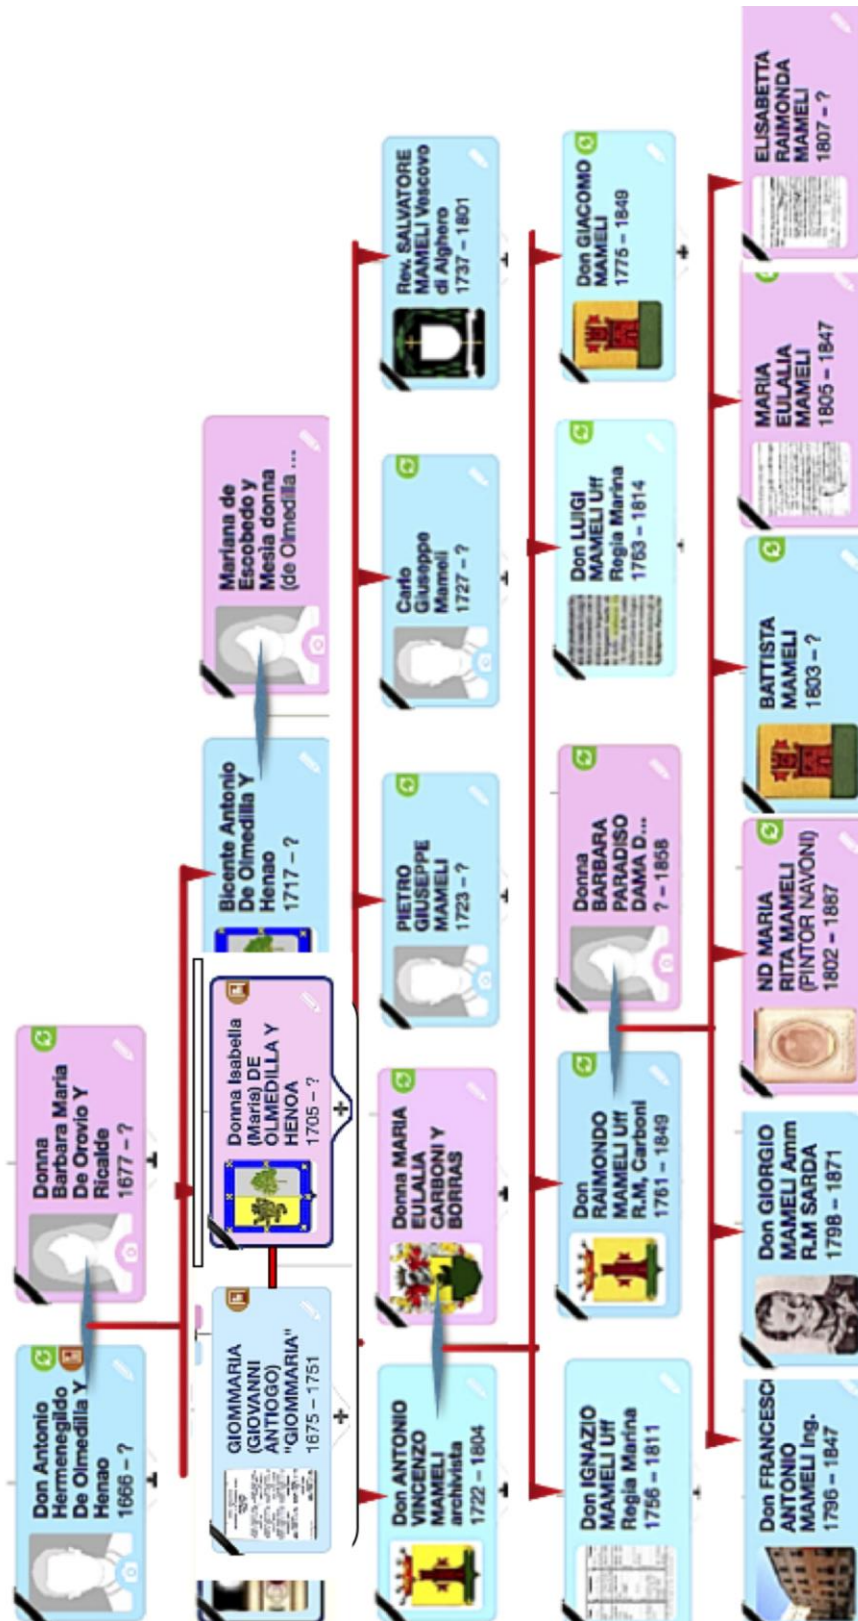 Don Antonio
Hermenegildo
De Olmedilla Y
Henao
1666 – ?
Donna
Barbara Maria
De Orovio Y
Ricalde
1677 – ?
GIOMMARIA
(GIOVANNI
ANTIOGO)
"GIOMMARIA"
1675 – 1751
Donna Isabella
(Maria) DE
OLMEDILLA Y
HENOA
1705 – ?
Bicente Antonio
De Olmedilla Y
Henao
1717 – ?
Mariana de
Escobedo y
Mesia donna
(de Olmedilla ...
Don ANTONIO
VINCENZO
MAMELI
archivista
1722 – 1804
Donna MARIA
EULALIA
CARBONI Y
BORRAS
PIETRO
GIUSEPPE
MAMELI
1723 – ?
Carlo
Giuseppe
Mameli
1727 – ?
Rev. SALVATORE
MAMELI Vescovo
di Alghero
1737 – 1801
Don IGNAZIO
MAMELI Uff
Regia Marina
1756 – 1811
Don
RAIMONDO
MAMELI Uff
R.M, Carboni
1761 – 1849
Donna
BARBARA
PARADISO
DAMA D...
? – 1858
Don LUIGI
MAMELI Uff
Regia Marina
1763 – 1814
Don GIACOMO
MAMELI
1775 – 1849
Don FRANCESCO
ANTONIO
MAMELI Ing.
1796 – 1847
Don GIORGIO
MAMELI Amm
R.M SARDA
1798 – 1871
ND MARIA
RITA MAMELI
(PINTOR NAVONI)
1802 – 1887
BATTISTA
MAMELI
1803 – ?
MARIA
EULALIA
MAMELI
1805 – 1847
ELISABETTA
RAIMONDA
MAMELI
1807 – ?